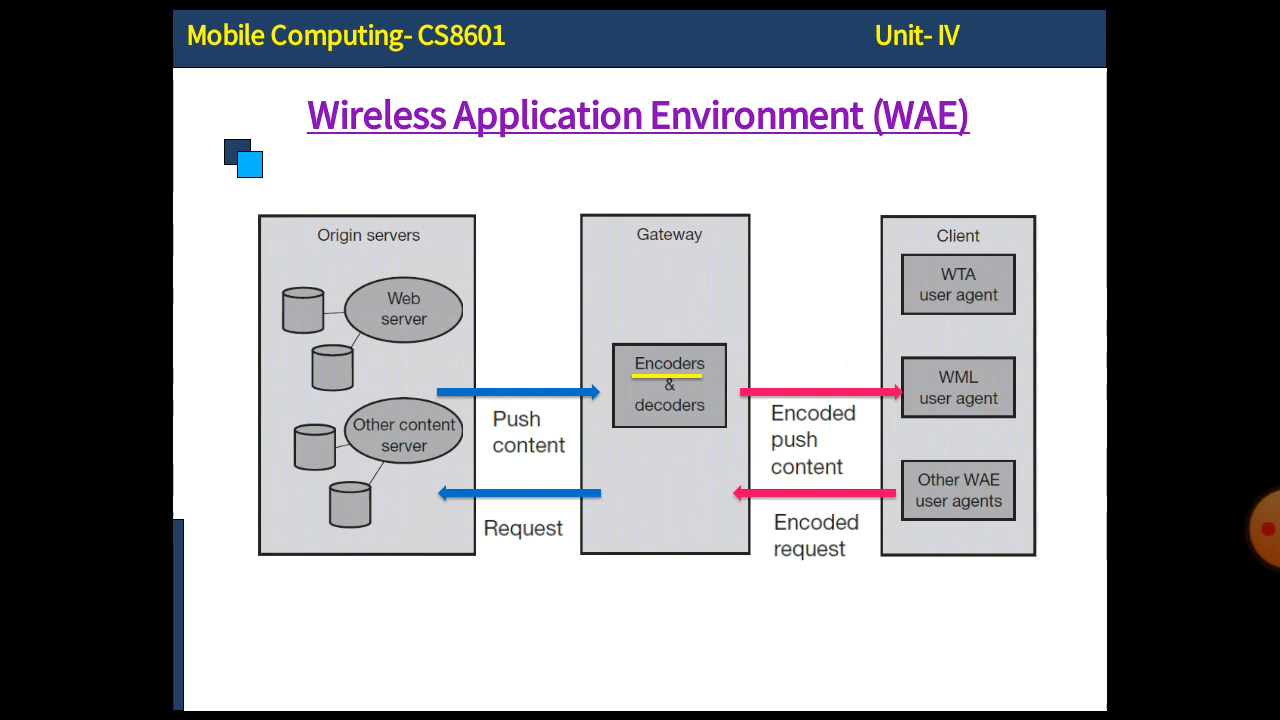 Mobile Computing- CS8601
Unit- IV
Wireless Application Environment (WAE)
Origin servers
Web
server
Other content
server
Push
content
Request
Gateway
Encoders
&
decoders
Encoded
push
content
Encoded
request
Client
WTA
user agent
WML
user agent
Other WAE
user agents